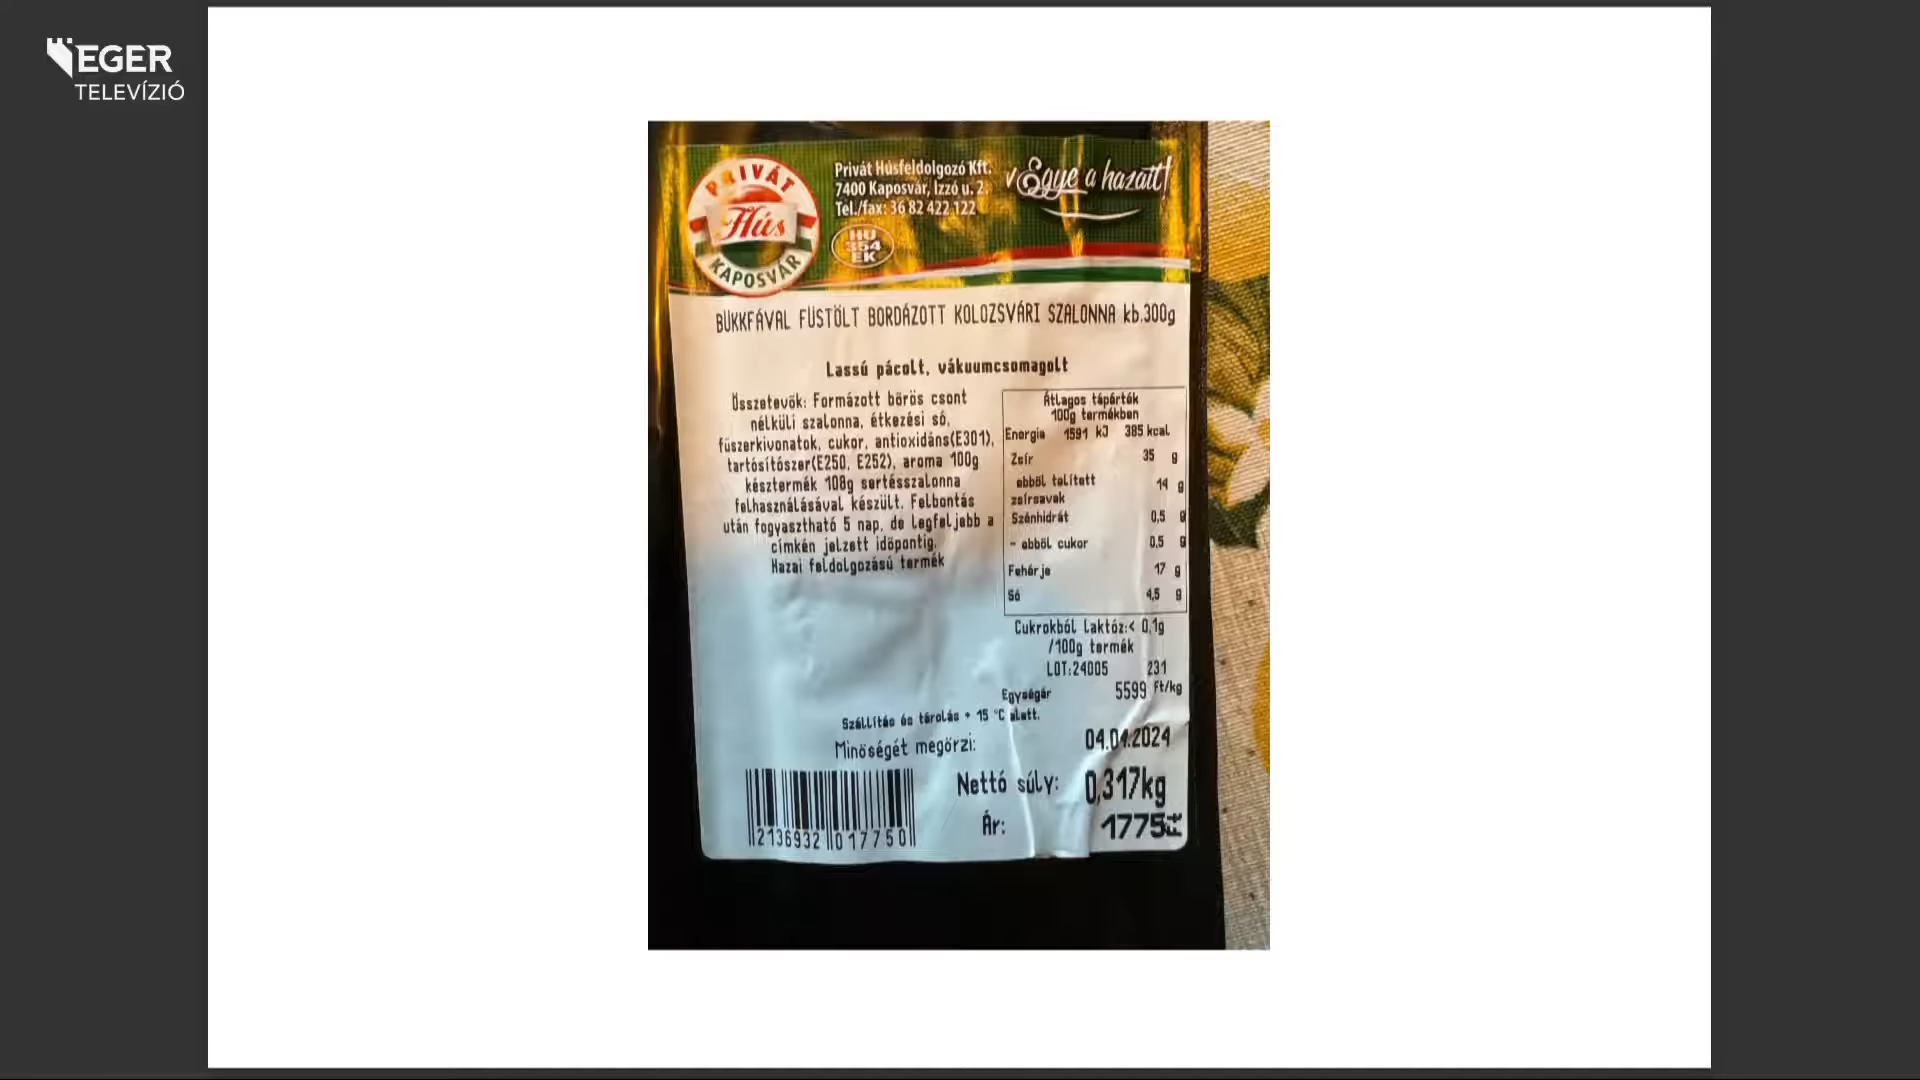 EGER
TELEVÍZIÓ
PRIVÁT
Hús
KAPOSVÁR
Privát Húsfeldolgozó Kft.
7400 Kaposvár, Izzó u. 2.
Tel./fax: 36 82 422 122
HU
354
EK
Egye a hazait!
BÜKKFÁVAL FÜSTÖLT BORDÁZOTT KOLOZSVÁRI SZALONNA kb.300g
Lassú pácolt, vákuumcsomagolt
Összetevők: Formázott bőrös csont
nélküli szalonna, étkezési só,
fűszerkivonatok, cukor, antioxidáns(E301),
tartósítószer(E250, E252), aroma 100g
késztermék 108g sertésszalonna
felhasználásával készült. Felbontás
után fogyasztható 5 nap, de legfeljebb a
címkén jelzett időpontig.
Hazai feldolgozású termék
Átlagos tápérték
100g termékben
Energia 1591 kJ 385 kcal
Zsír 35 g
ebből telített 14 g
zsírsavak
Szénhidrát 0,5 g
- ebből cukor 0,5 g
Fehérje 17 g
Só 4,5 g
Cukrokból Laktóz:< 0,1g
/100g termék
LOT:24005 231
Egységár 5599 Ft/kg
Szállítás és tárolás + 15 °C alatt.
Minőségét megőrzi: 04.04.2024
Nettó súly: 0,317kg
Ár: 1775Ft
2136932 017750